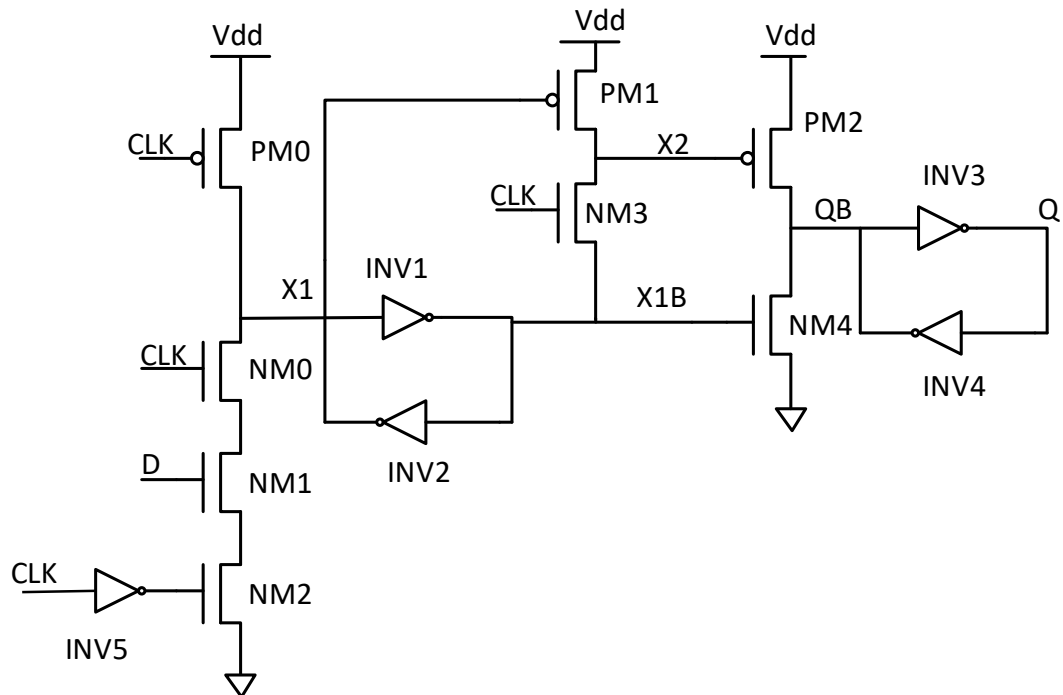 Vdd
Vdd
Vdd
PM1
PM2
CLK
PM0
X2
INV3
CLK
NM3
QB
Q
INV1
X1
X1B
NM4
CLK
NM0
INV4
INV2
D
NM1
CLK
NM2
INV5